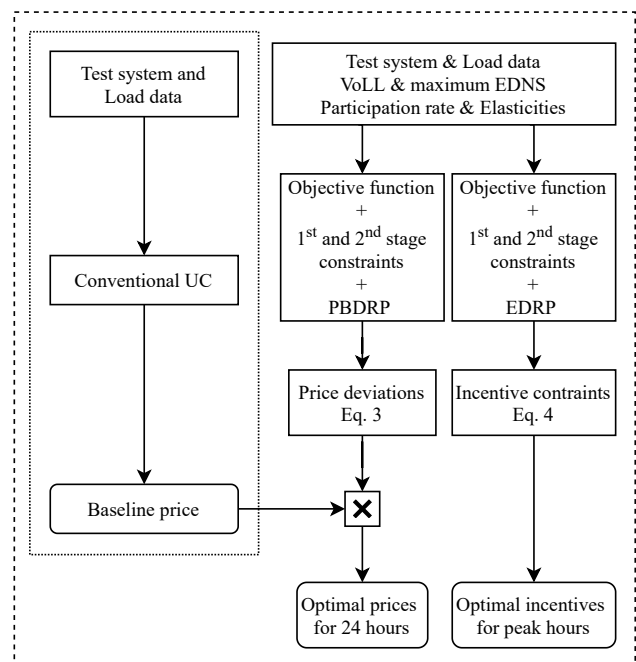 Test system and
Load data
Conventional UC
Baseline price
Test system & Load data
VoLL & maximum EDNS
Participation rate & Elasticities
Objective function
+
1st and 2nd stage
constraints
+
PBDRP
Price deviations
Eq. 3
Optimal prices
for 24 hours
Objective function
+
1st and 2nd stage
constraints
+
EDRP
Incentive contraints
Eq. 4
Optimal incentives
for peak hours